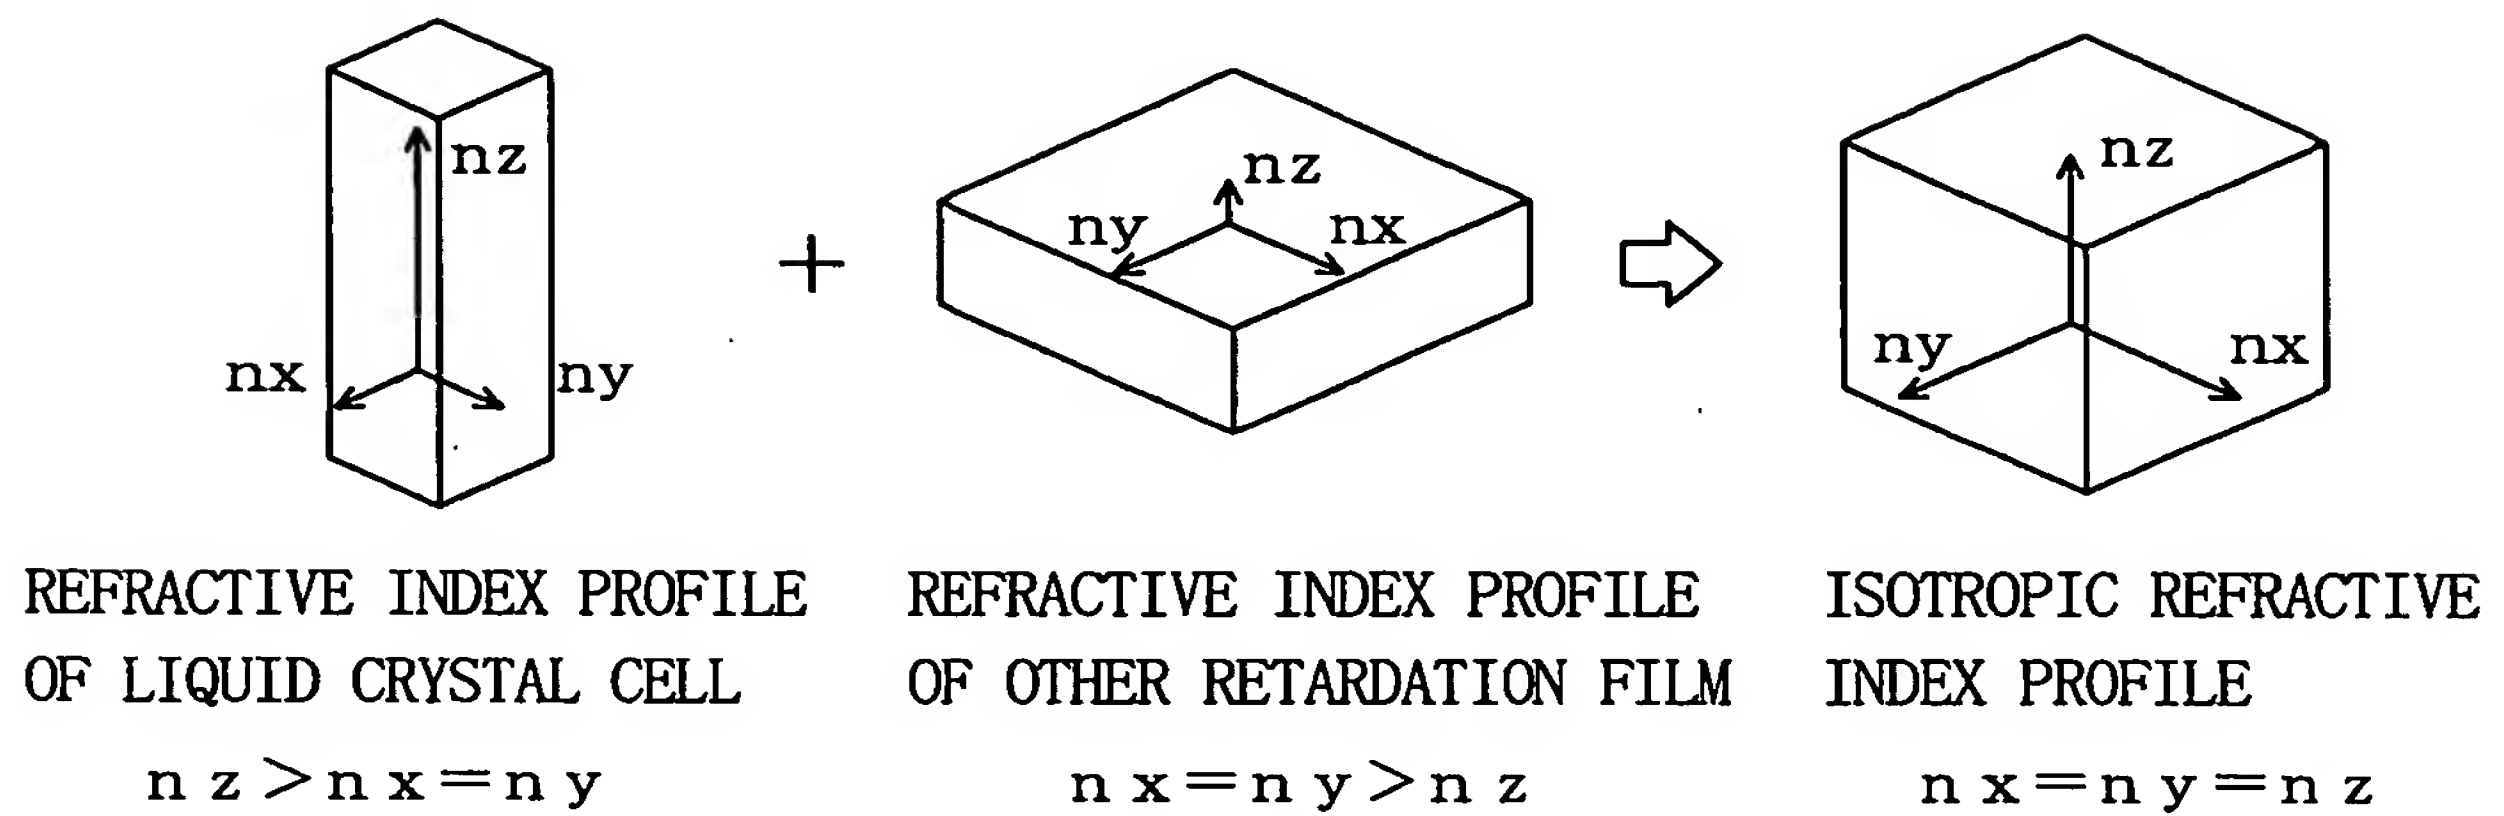 nz
nx
ny
+
nz
ny
nx
nz
ny
nx
REFRACTIVE INDEX PROFILE
OF LIQUID CRYSTAL CELL
nz>nx=ny
REFRACTIVE INDEX PROFILE
OF OTHER RETARDATION FILM
nx=ny>nz
ISOTROPIC REFRACTIVE
INDEX PROFILE
nx=ny=nz